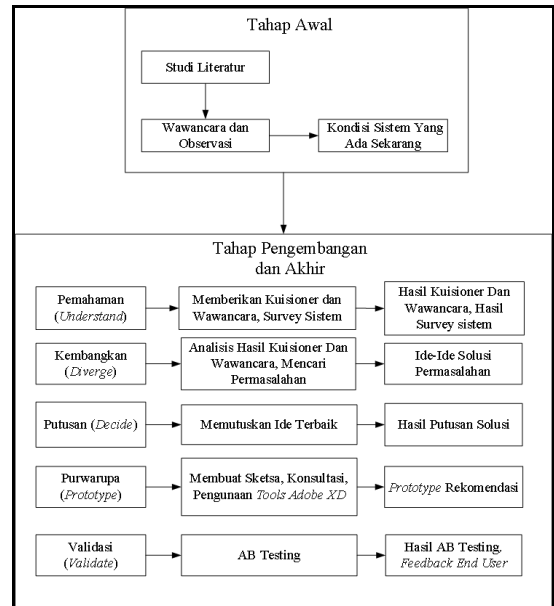 Tahap Awal
Studi Literatur
Wawancara dan
Observasi
Kondisi Sistem Yang
Ada Sekarang
Tahap Pengembangan
dan Akhir
Pemahaman
(Understand)
Memberikan Kuisioner dan
Wawancara, Survey Sistem
Hasil Kuisioner Dan
Wawancara, Hasil
Survey sistem
Kembangkan
(Diverge)
Analisis Hasil Kuisioner Dan
Wawancara, Mencari
Permasalahan
Ide-Ide Solusi
Permasalahan
Putusan (Decide)
Memutuskan Ide Terbaik
Hasil Putusan Solusi
Purwarupa
(Prototype)
Membuat Sketsa, Konsultasi,
Pengunaan Tools Adobe XD
Prototype Rekomendasi
Validasi
(Validate)
AB Testing
Hasil AB Testing,
Feedback End User